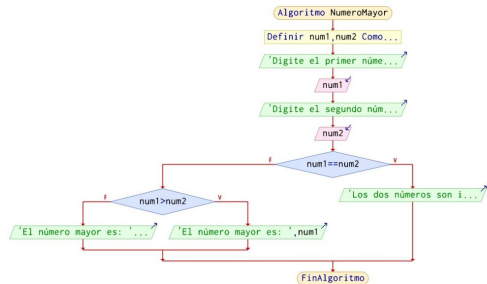 Algoritmo NumeroMayor
Definir num1,num2 Como...
'Digite el primer núme...
num1
'Digite el segundo núm...
num2
F num1==num2 V
F num1>num2 V
'Los dos números son i...
'El número mayor es: '...
'El número mayor es: ',num1
FinAlgoritmo